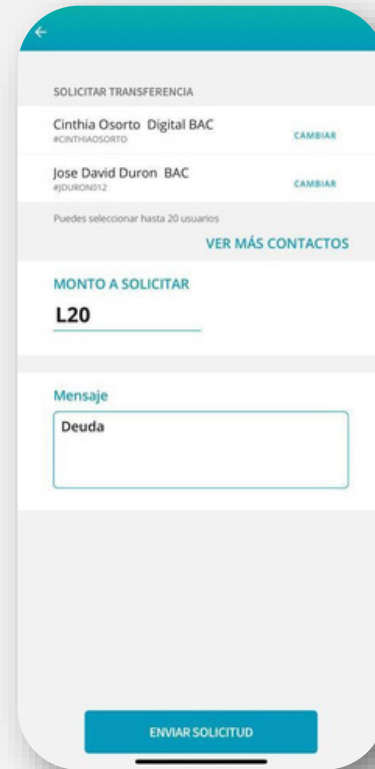 SOLICITAR TRANSFERENCIA
Cinthia Osorto Digital BAC
#CINTHIAOSORTO
CAMBIAR
Jose David Duron BAC
#JDURON012
CAMBIAR
Puedes seleccionar hasta 20 usuarios
VER MÁS CONTACTOS
MONTO A SOLICITAR
L20
Mensaje
Deuda
ENVIAR SOLICITUD